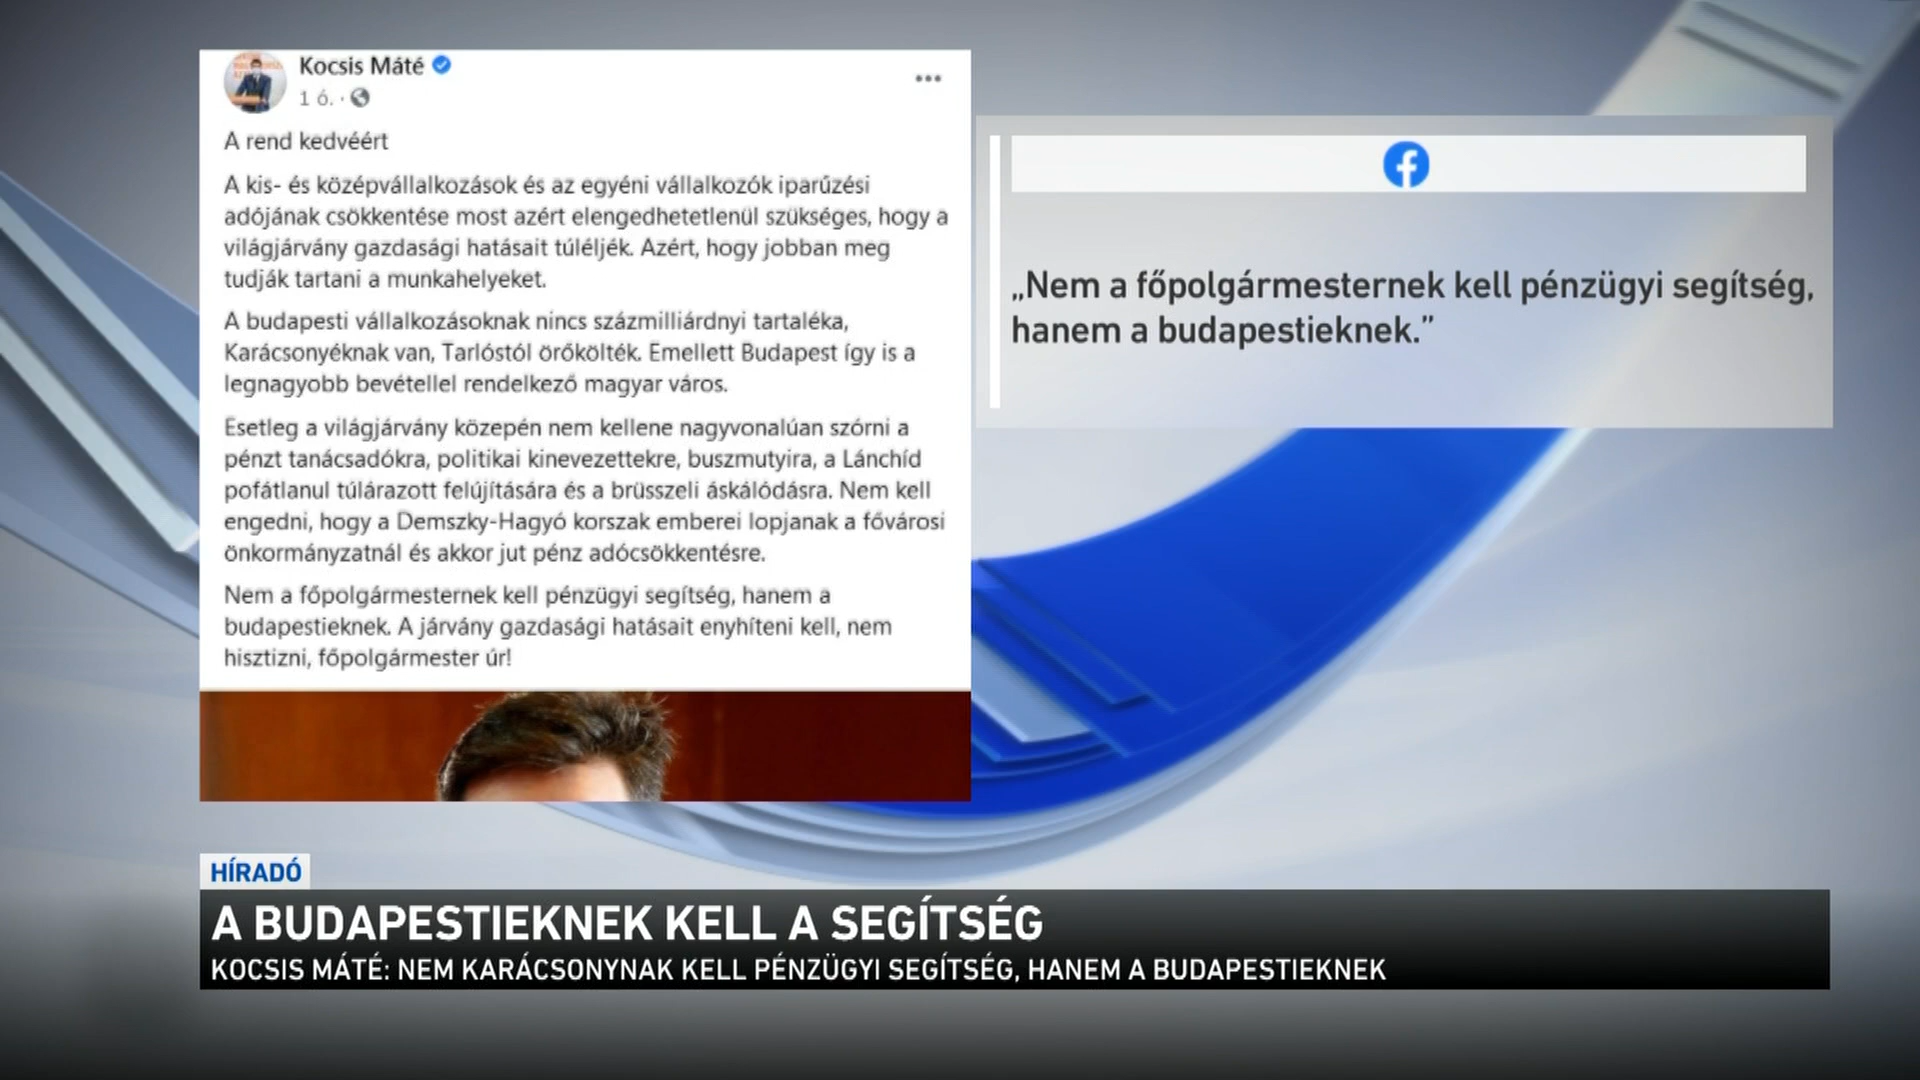 Kocsis Máté
1 ó. ·
A rend kedvéért
A kis- és középvállalkozások és az egyéni vállalkozók iparűzési
adójának csökkentése most azért elengedhetetlenül szükséges, hogy a
világjárvány gazdasági hatásait túléljék. Azért, hogy jobban meg
tudják tartani a munkahelyeket.
A budapesti vállalkozásoknak nincs százmilliárdnyi tartaléka,
Karácsonyéknak van, Tarlóstól örökölték. Emellett Budapest így is a
legnagyobb bevétellel rendelkező magyar város.
Esetleg a világjárvány közepén nem kellene nagyvonalúan szórni a
pénzt tanácsadókra, politikai kinevezettekre, buszmutyira, a Lánchíd
pofátlanul túlárazott felújítására és a brüsszeli áskálódásra. Nem kell
engedni, hogy a Demszky-Hagyó korszak emberei lopjanak a fővárosi
önkormányzatnál és akkor jut pénz adócsökkentésre.
Nem a főpolgármesternek kell pénzügyi segítség, hanem a
budapestieknek. A járvány gazdasági hatásait enyhíteni kell, nem
hisztizni, főpolgármester úr!
„Nem a főpolgármesternek kell pénzügyi segítség,
hanem a budapestieknek.”
HÍRADÓ
A BUDAPESTIEKNEK KELL A SEGÍTSÉG
KOCSIS MÁTÉ: NEM KARÁCSONYNAK KELL PÉNZÜGYI SEGÍTSÉG, HANEM A BUDAPESTIEKNEK